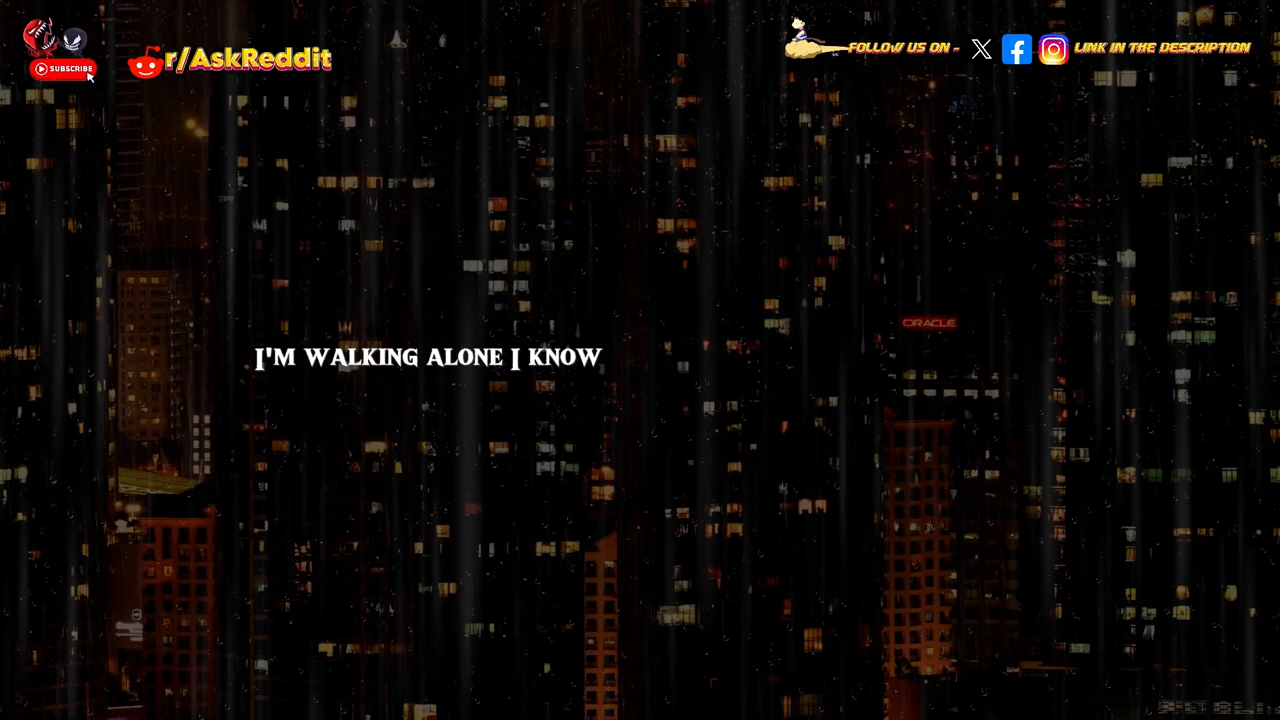 SUBSCRIBE
r/AskReddit
FOLLOW US ON -
LINK IN THE DESCRIPTION
ORACLE
I'M WALKING ALONE I KNOW